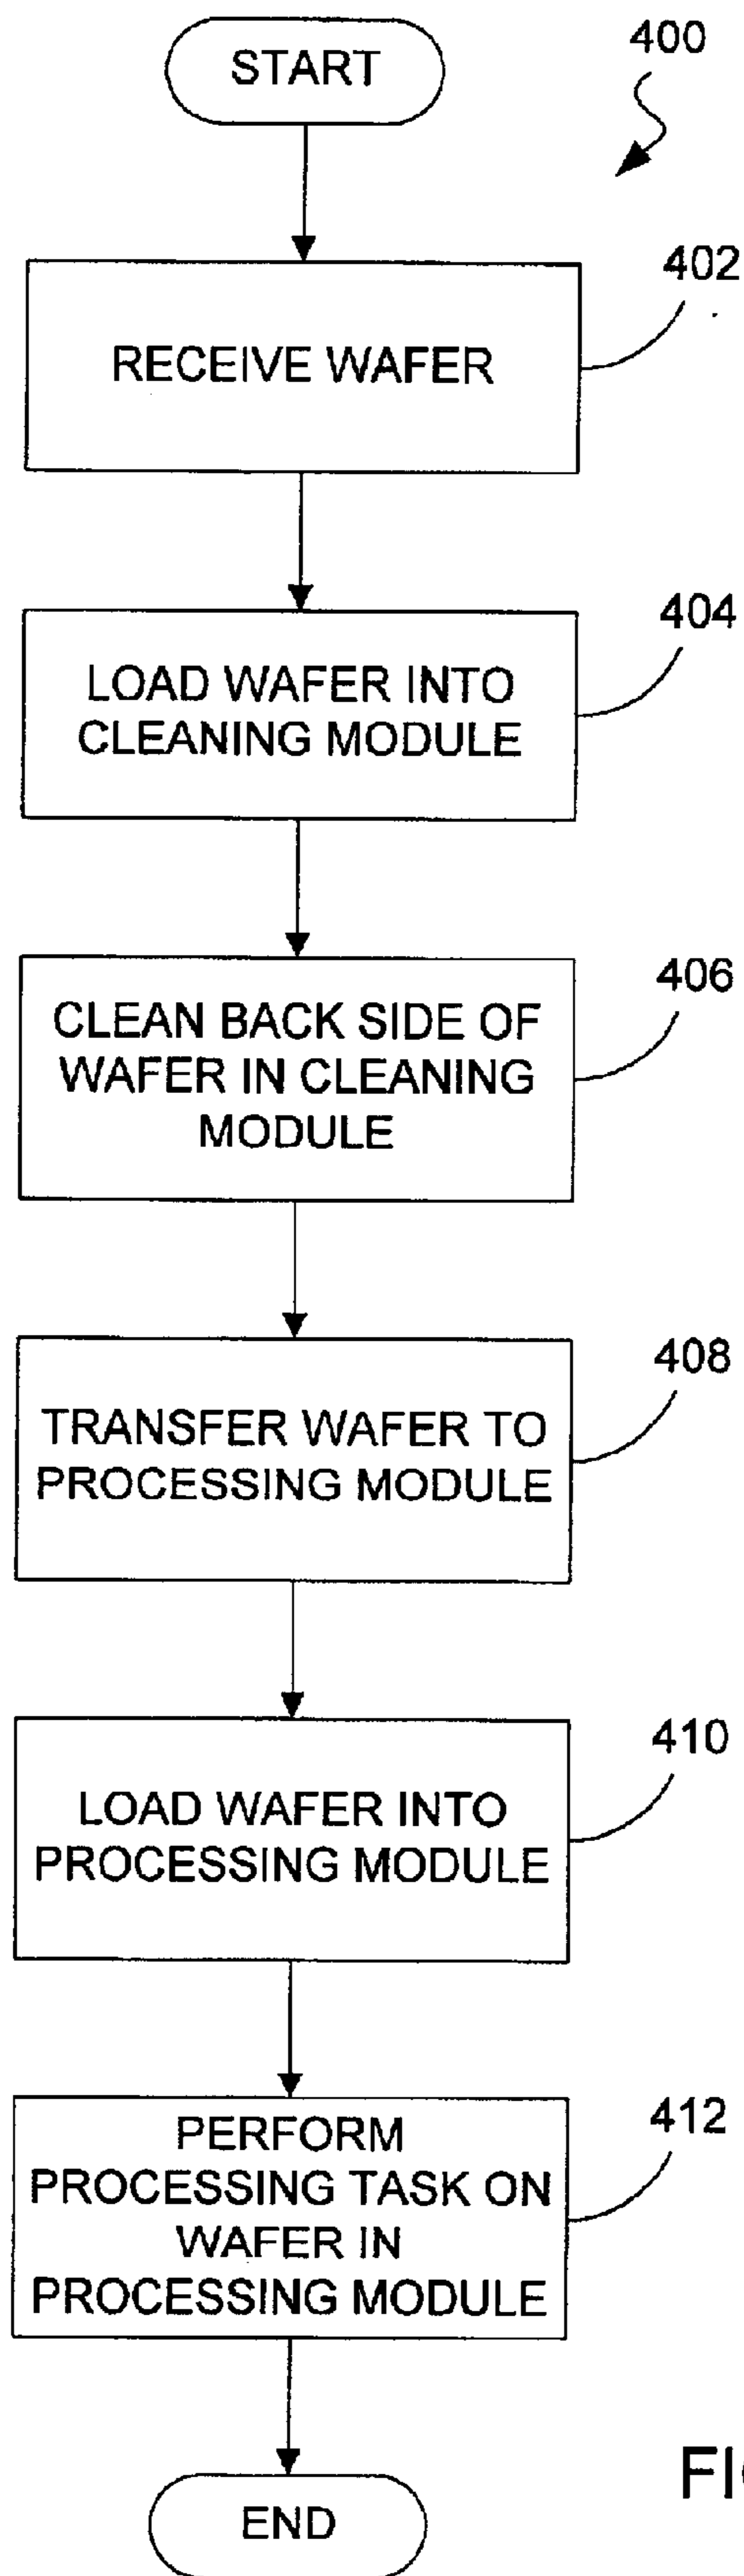 START
400
RECEIVE WAFER
402
LOAD WAFER INTO
CLEANING MODULE
404
CLEAN BACK SIDE OF
WAFER IN CLEANING
MODULE
406
TRANSFER WAFER TO
PROCESSING MODULE
408
LOAD WAFER INTO
PROCESSING MODULE
410
PERFORM
PROCESSING TASK ON
WAFER IN
PROCESSING MODULE
412
END